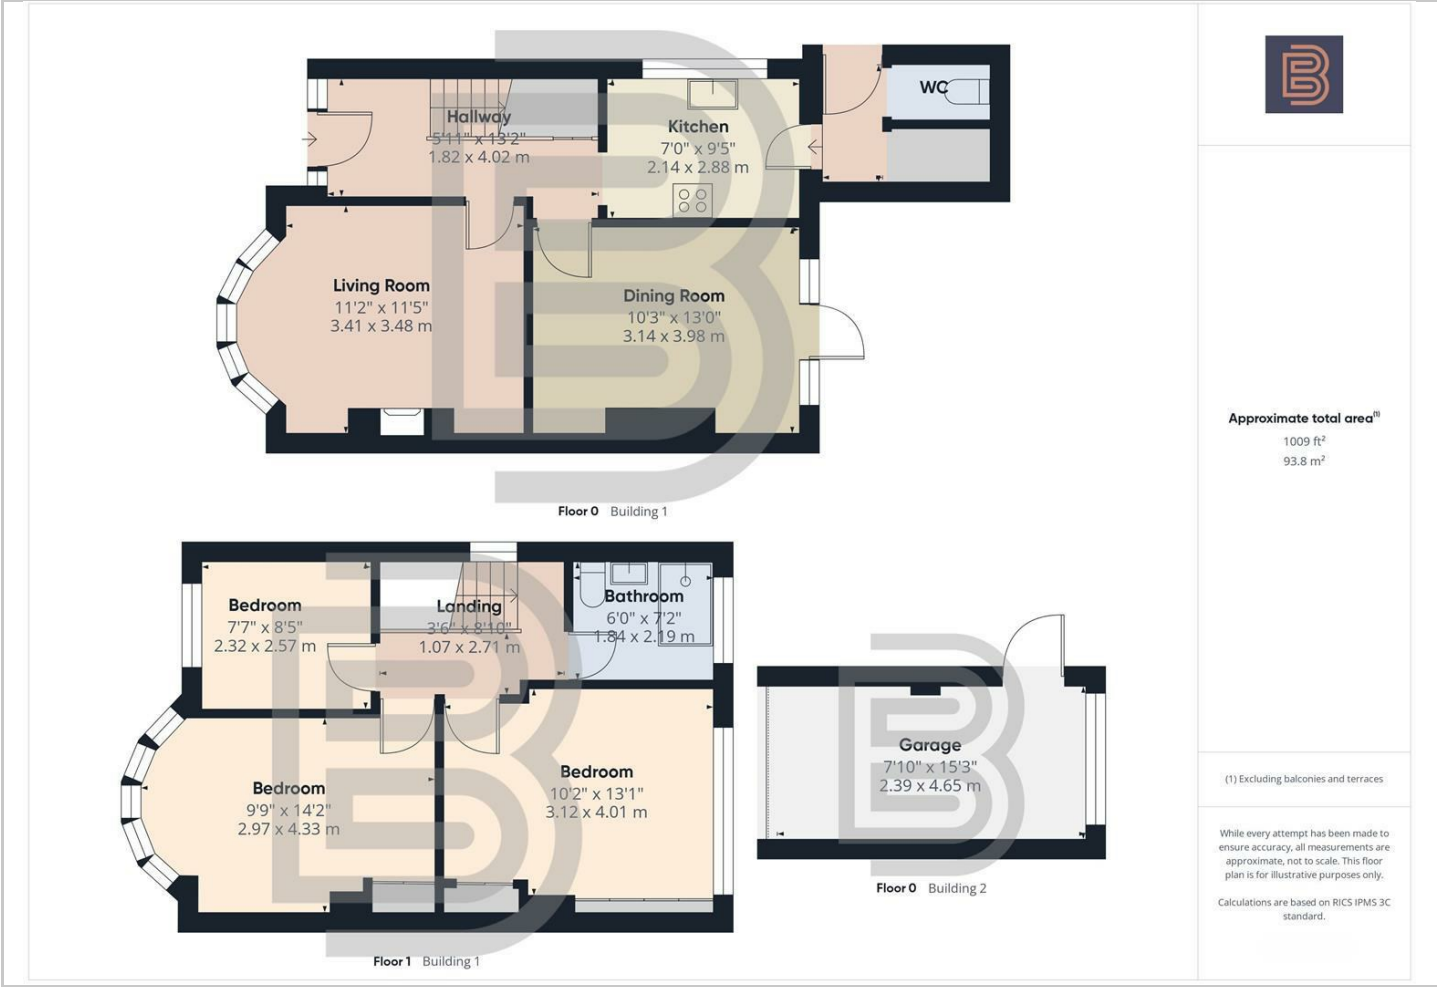 Hallway
5'11" x 13'2"
1.82 x 4.02 m
Kitchen
7'0" x 9'5"
2.14 x 2.88 m
WC
Living Room
11'2" x 11'5"
3.41 x 3.48 m
Dining Room
10'3" x 13'0"
3.14 x 3.98 m
Floor 0 Building 1
Bedroom
7'7" x 8'5"
2.32 x 2.57 m
Landing
3'6" x 8'10"
1.07 x 2.71 m
Bathroom
6'0" x 7'2"
1.84 x 2.19 m
Bedroom
9'9" x 14'2"
2.97 x 4.33 m
Bedroom
10'2" x 13'1"
3.12 x 4.01 m
Floor 1 Building 1
Garage
7'10" x 15'3"
2.39 x 4.65 m
Floor 0 Building 2
B
Approximate total area(1)
1009 ft²
93.8 m²
(1) Excluding balconies and terraces
While every attempt has been made to
ensure accuracy, all measurements are
approximate, not to scale. This floor
plan is for illustrative purposes only.
Calculations are based on RICS IPMS 3C
standard.